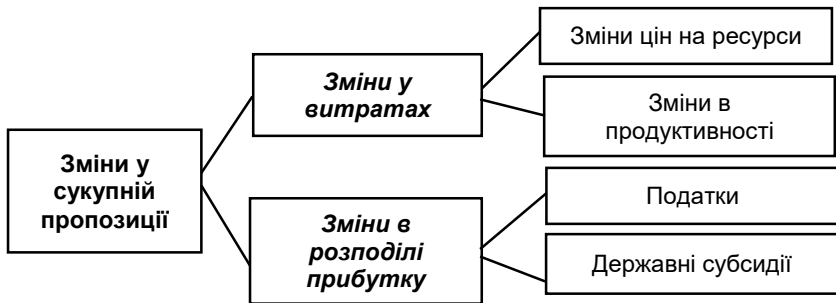 Зміни у
сукупній
пропозиції
Зміни у
витратах
Зміни цін на ресурси
Зміни в
продуктивності
Зміни в
розподілі
прибутку
Податки
Державні субсидії